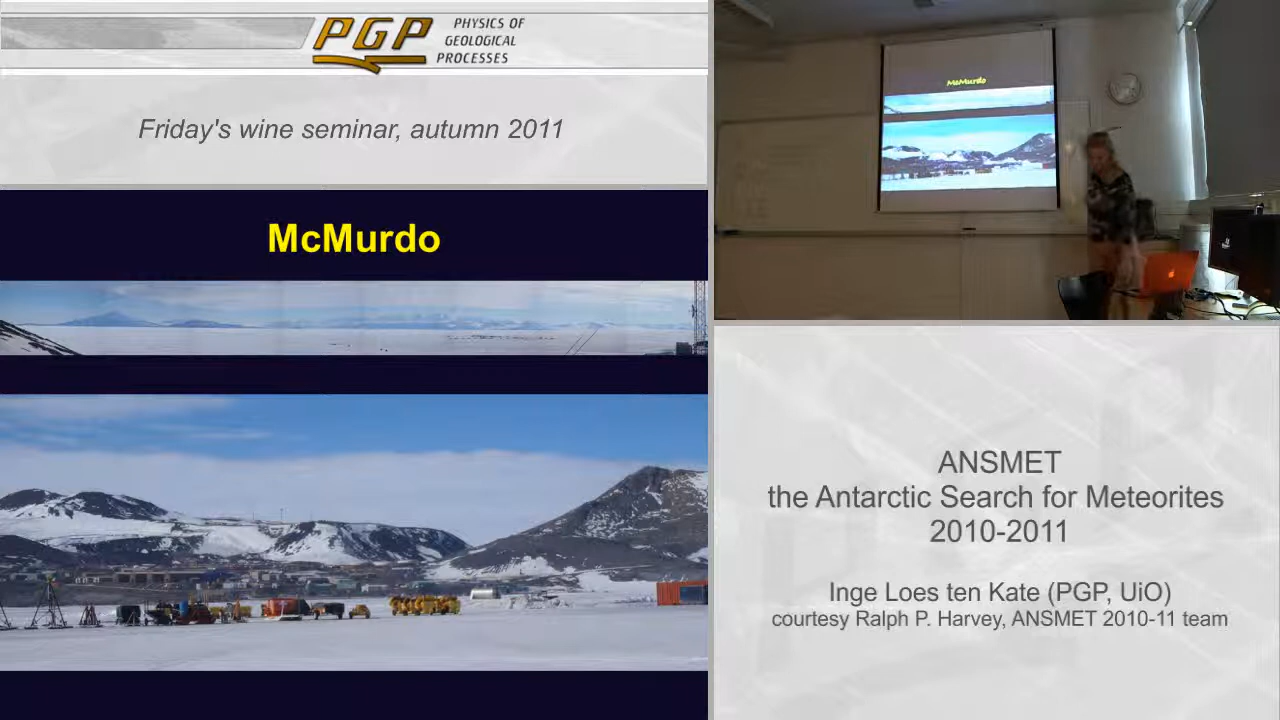 PGP
PHYSICS OF
GEOLOGICAL
PROCESSES
Friday's wine seminar, autumn 2011
McMurdo
McMurdo
ANSMET
the Antarctic Search for Meteorites
2010-2011
Inge Loes ten Kate (PGP, UiO)
courtesy Ralph P. Harvey, ANSMET 2010-11 team